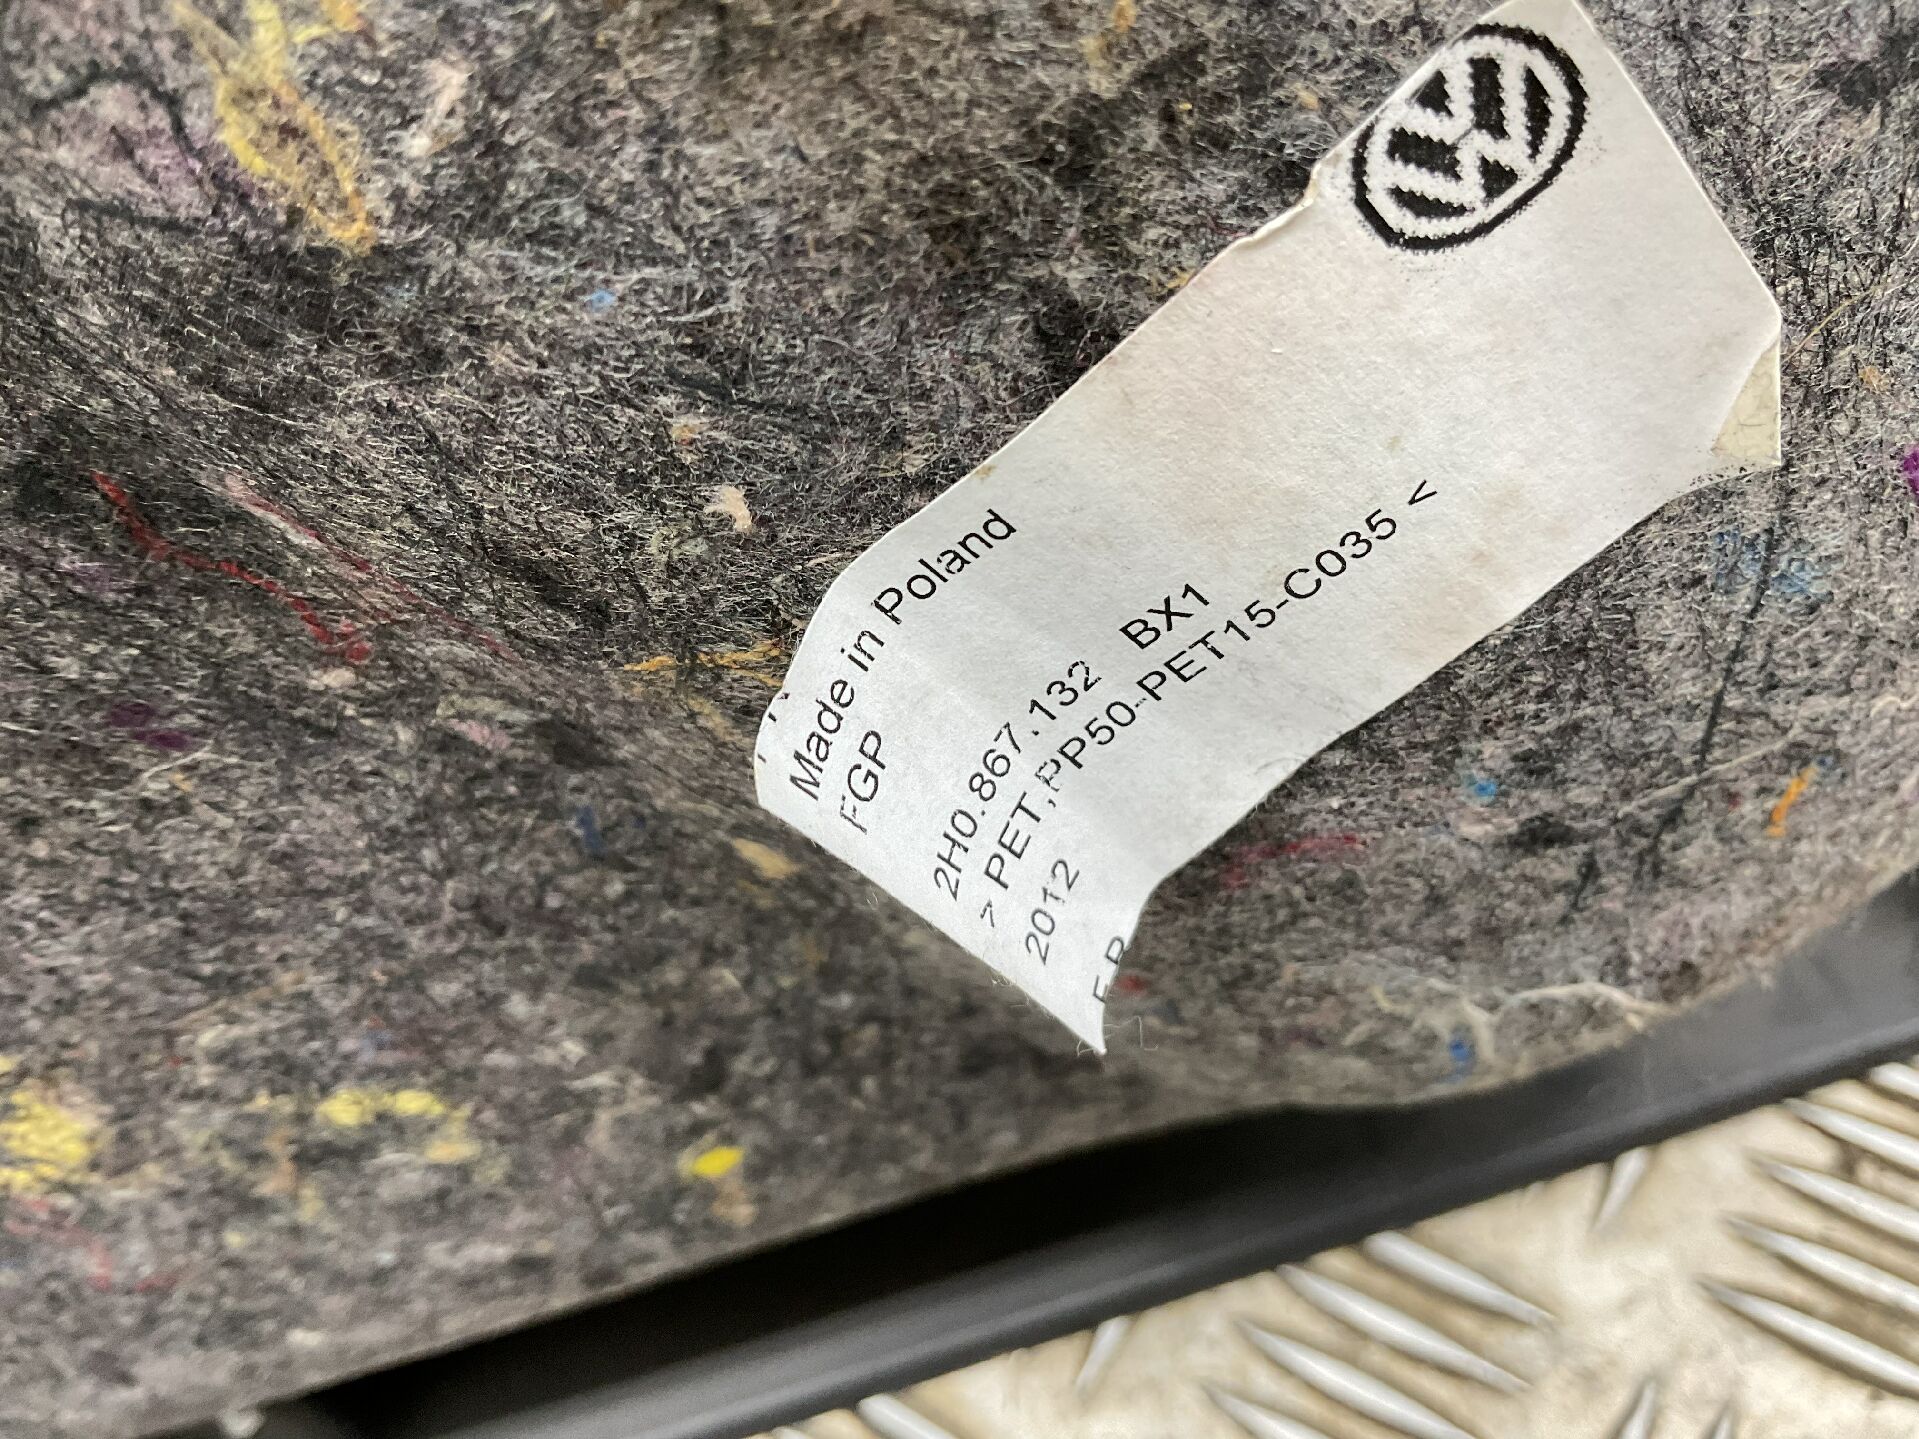 Made in Poland
FGP
2H0.867.132 BX1
> PET,PP50-PET15-C035 <
2012